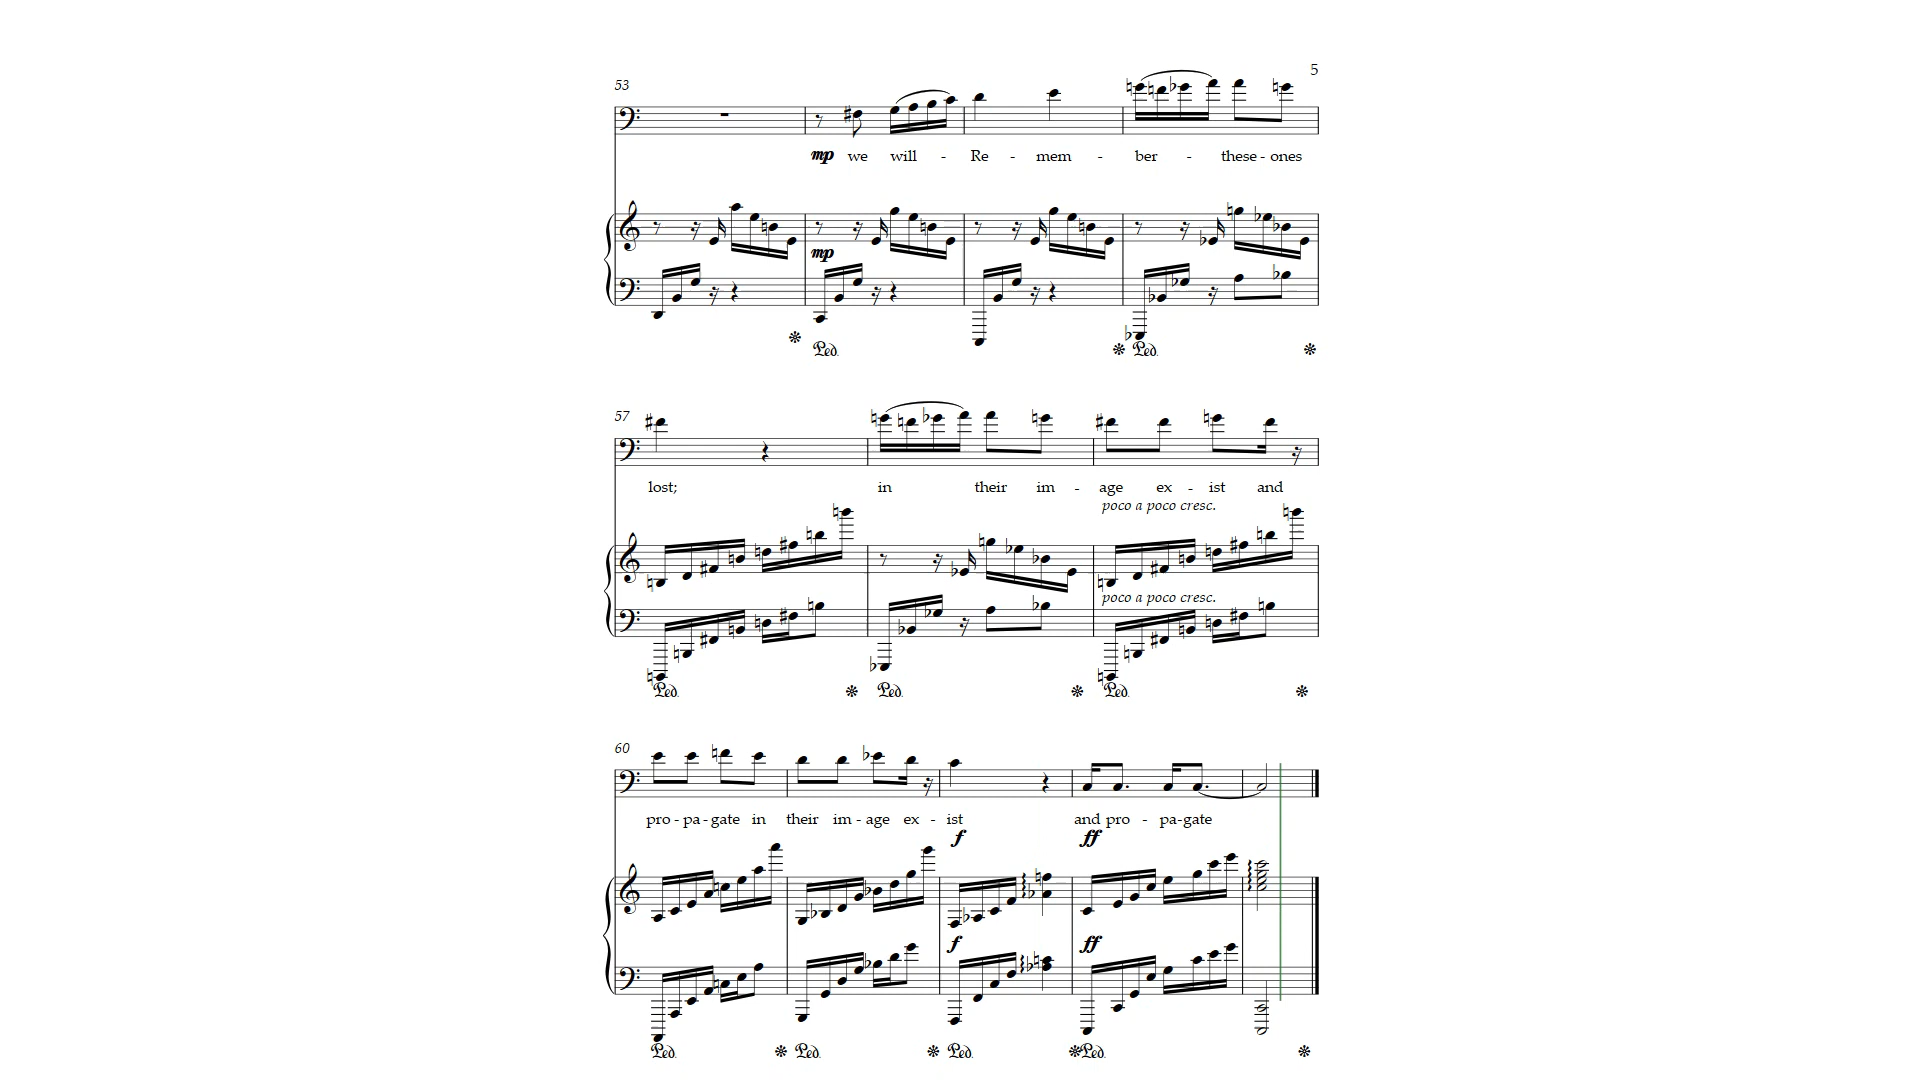 5
53
mp we will - Re - mem - ber - these - ones
mp
Ped. Ped.
57
lost; in their im - age ex - ist and
poco a poco cresc.
poco a poco cresc.
Ped. Ped. Ped.
60
pro - pa - gate in their im - age ex - ist and pro - pa - gate
f ff
f ff
Ped. Ped. Ped. Ped.